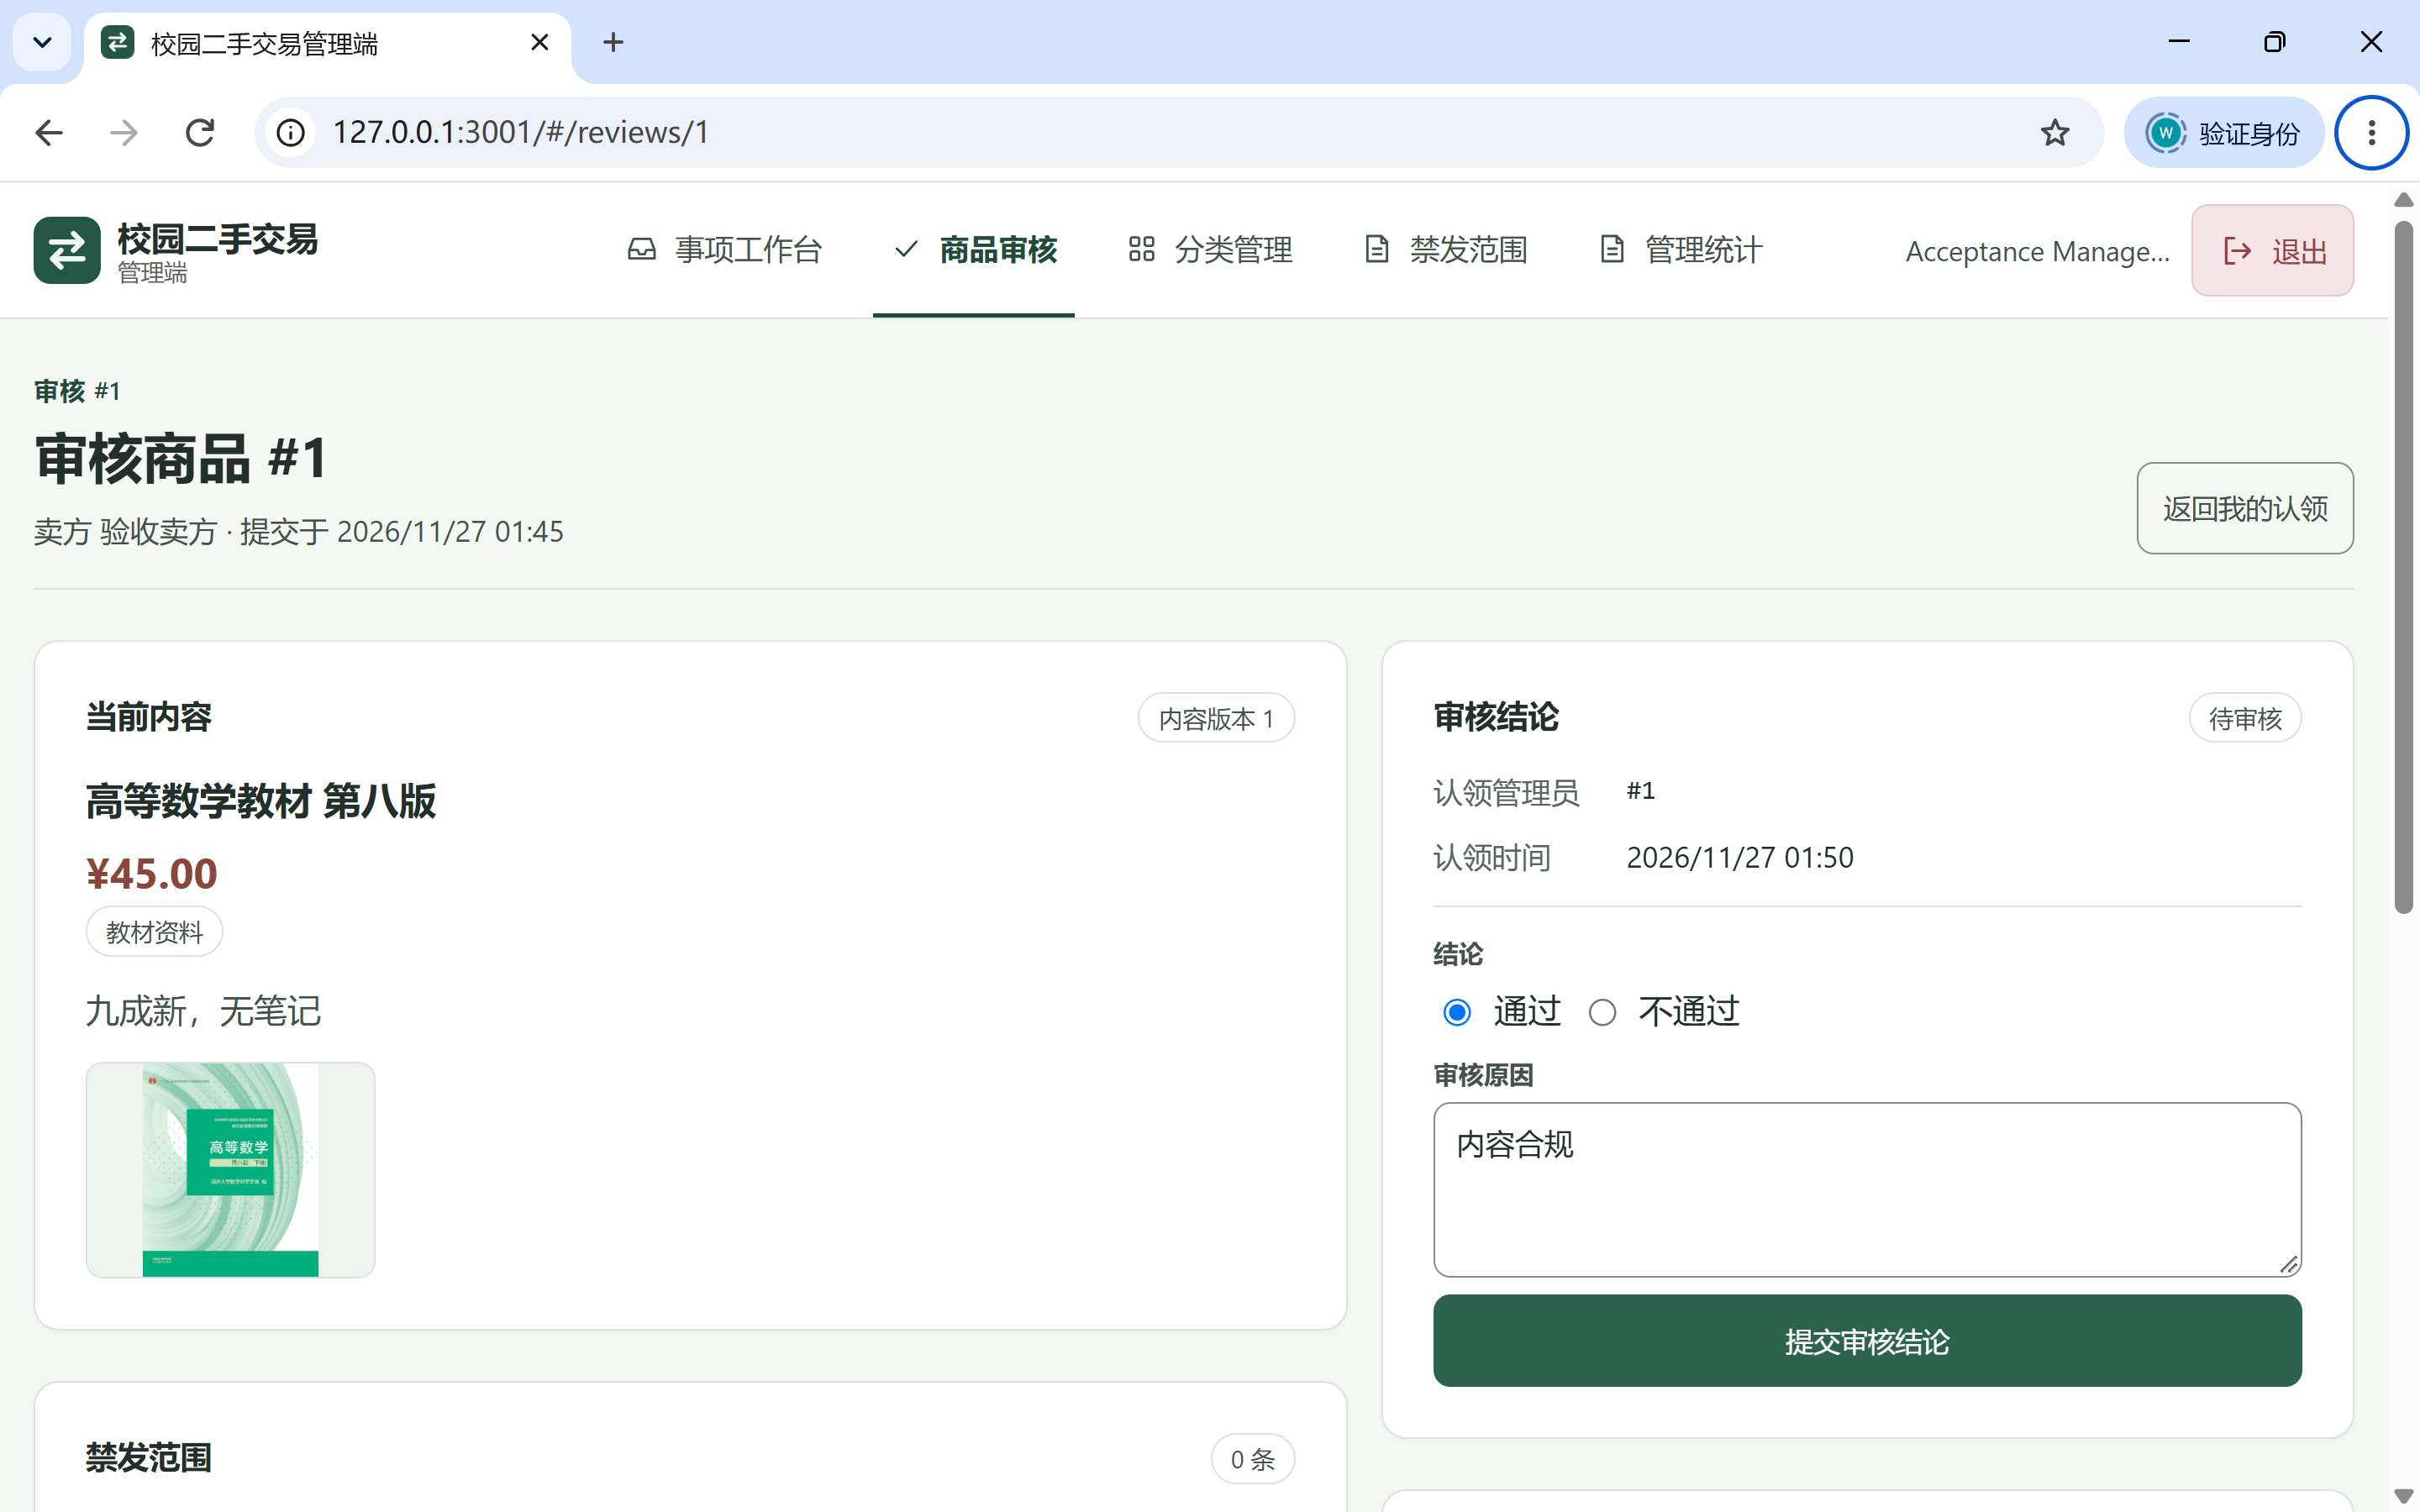 校园二手交易管理端
127.0.0.1:3001/#/reviews/1
W 验证身份
校园二手交易
管理端
事项工作台
商品审核
分类管理
禁发范围
管理统计
Acceptance Manage...
退出
审核 #1
审核商品 #1
卖方 验收卖方 · 提交于 2026/11/27 01:45
返回我的认领
当前内容
内容版本 1
高等数学教材 第八版
¥45.00
教材资料
九成新，无笔记
高等数学
第八版 下册
禁发范围
0 条
审核结论
待审核
认领管理员 #1
认领时间 2026/11/27 01:50
结论
通过 不通过
审核原因
内容合规
提交审核结论